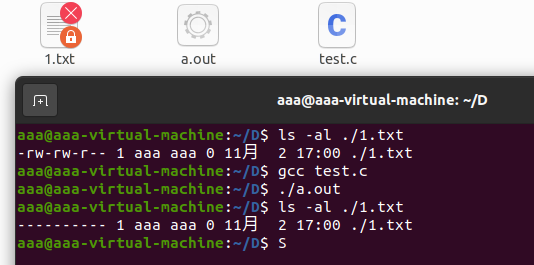 1.txt
a.out
test.c
aaa@aaa-virtual-machine: ~/D
aaa@aaa-virtual-machine:~/D$ ls -al ./1.txt
-rw-rw-r-- 1 aaa aaa 0 11月  2 17:00 ./1.txt
aaa@aaa-virtual-machine:~/D$ gcc test.c
aaa@aaa-virtual-machine:~/D$ ./a.out
aaa@aaa-virtual-machine:~/D$ ls -al ./1.txt
---------- 1 aaa aaa 0 11月  2 17:00 ./1.txt
aaa@aaa-virtual-machine:~/D$ S